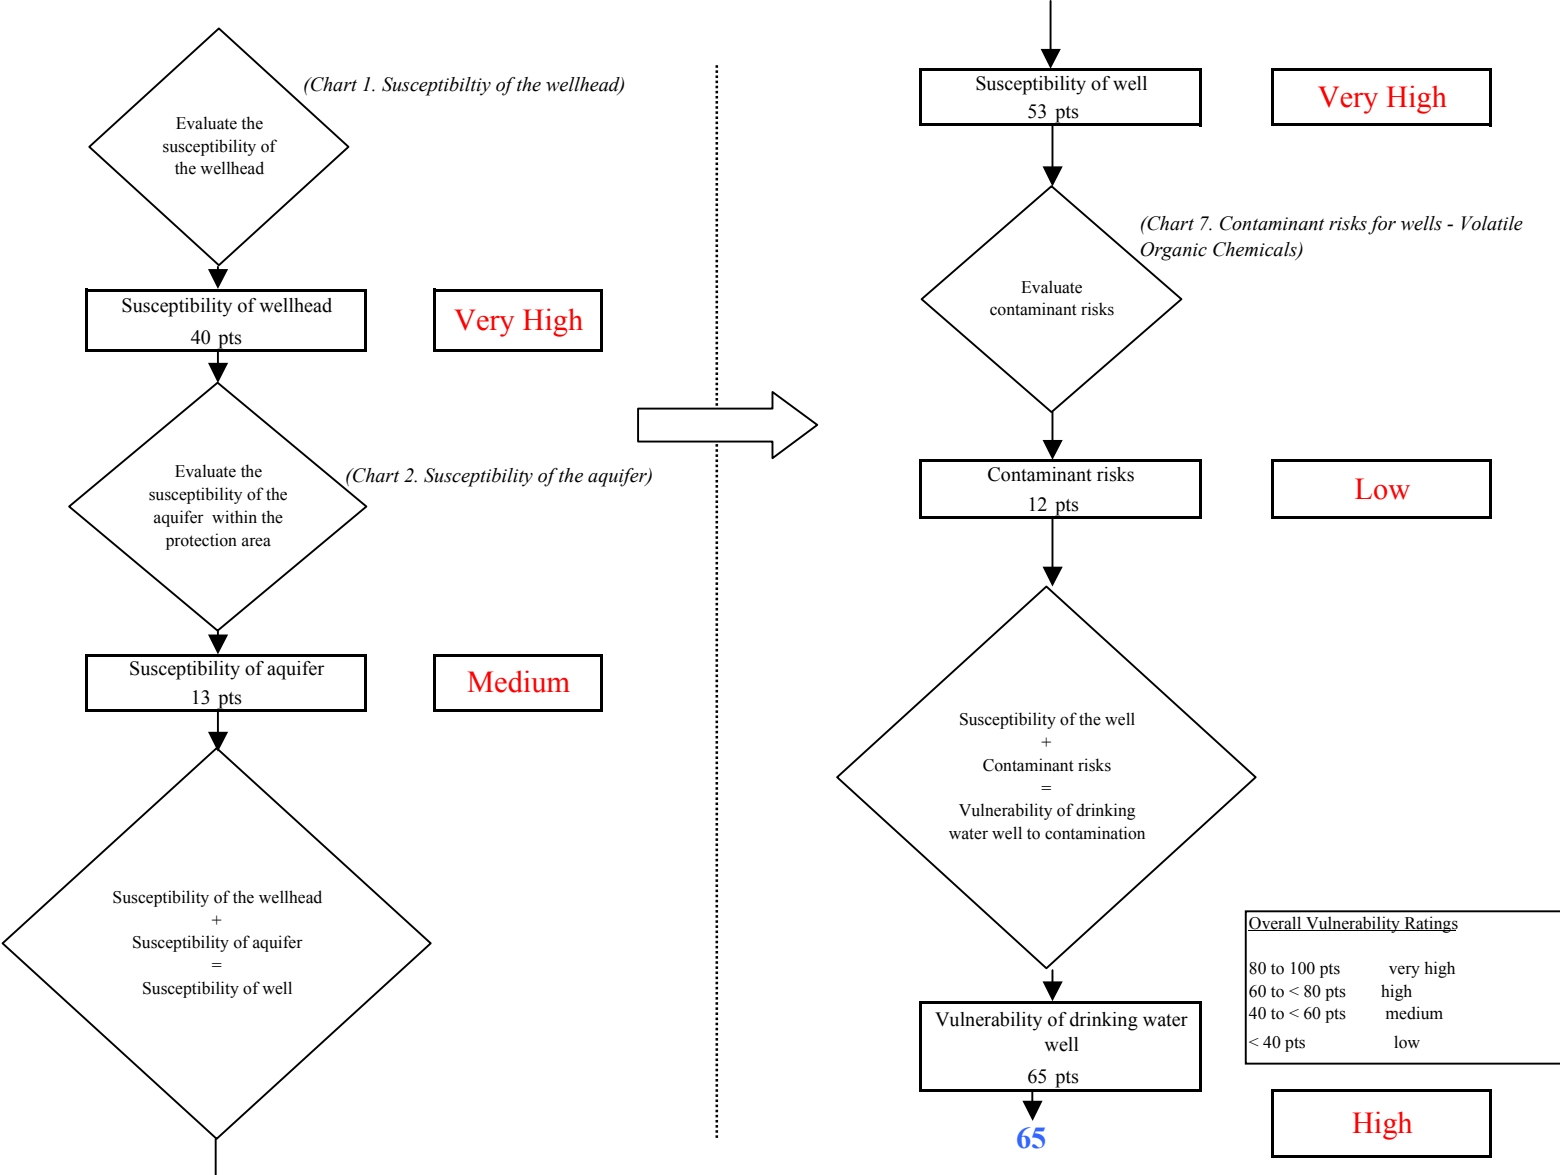 (Chart 1. Susceptibiltiy of the wellhead)
Evaluate the
susceptibility of
the wellhead
Susceptibility of wellhead
40 pts
Very High
Evaluate the
susceptibility of the
aquifer within the
protection area
(Chart 2. Susceptibility of the aquifer)
Susceptibility of aquifer
13 pts
Medium
Susceptibility of the wellhead
+
Susceptibility of aquifer
=
Susceptibility of well
Susceptibility of well
53 pts
Very High
(Chart 7. Contaminant risks for wells - Volatile
Organic Chemicals)
Evaluate
contaminant risks
Contaminant risks
12 pts
Low
Susceptibility of the well
+
Contaminant risks
=
Vulnerability of drinking
water well to contamination
Overall Vulnerability Ratings
80 to 100 pts very high
60 to < 80 pts high
40 to < 60 pts medium
< 40 pts low
Vulnerability of drinking water
well
65 pts
65
High